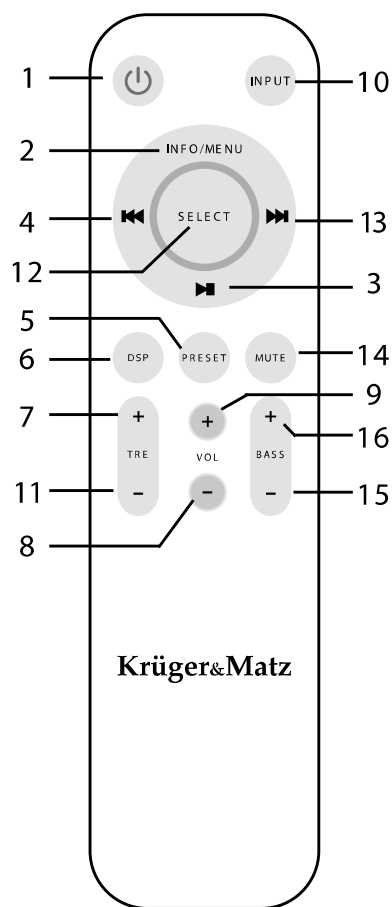 1
INPUT
10
2
INFO/MENU
4
SELECT
13
12
3
5
6
DSP
PRESET
MUTE
14
7
+
+
9
+
16
TRE
VOL
BASS
11
-
-
-
15
8
Krüger&Matz